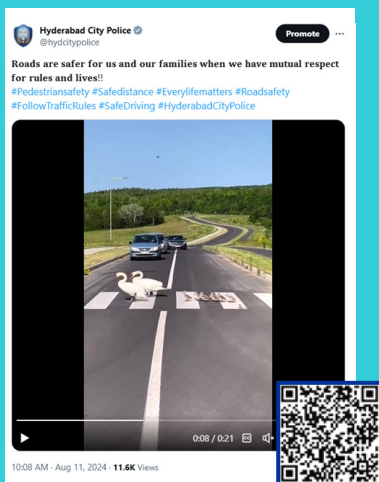 Hyderabad City Police
@hydcitypolice
Promote
Roads are safer for us and our families when we have mutual respect
for rules and lives!!
#Pedestriansafety #Safedistance #Everylifematters #Roadsafety
#FollowTrafficRules #SafeDriving #HyderabadCityPolice
0:08 / 0:21
10:08 AM · Aug 11, 2024 · 11.6K Views